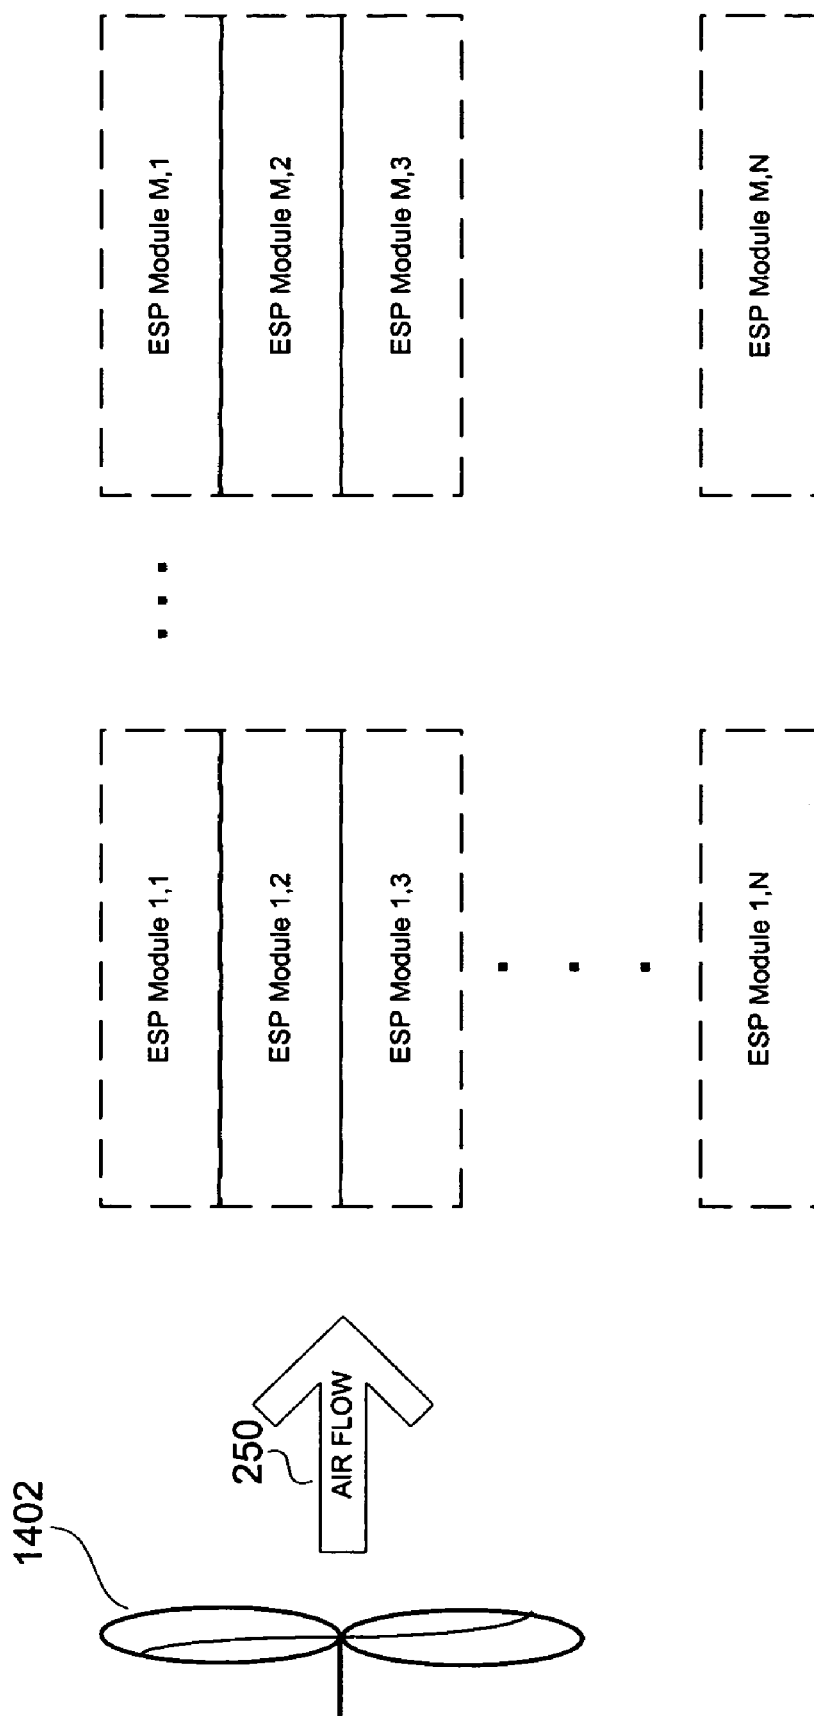 1402
250
AIR FLOW
ESP Module 1,1
ESP Module 1,2
ESP Module 1,3
ESP Module 1,N
ESP Module M,1
ESP Module M,2
ESP Module M,3
ESP Module M,N